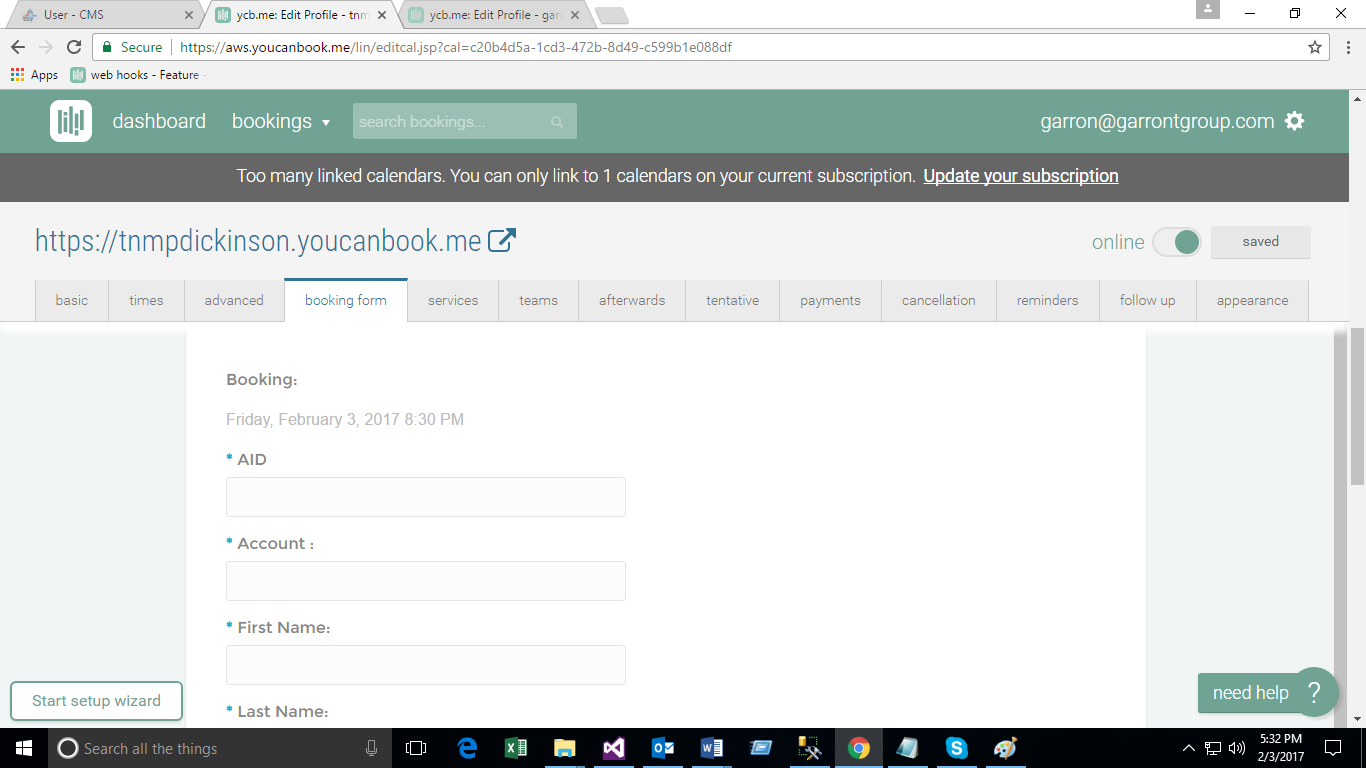 User - CMS
ycb.me: Edit Profile - tnm
ycb.me: Edit Profile - gar
Secure
https://aws.youcanbook.me/lin/editcal.jsp?cal=c20b4d5a-1cd3-472b-8d49-c599b1e088df
Apps
web hooks - Feature
dashboard
bookings
search bookings...
garron@garrontgroup.com
Too many linked calendars. You can only link to 1 calendars on your current subscription. Update your subscription
https://tnmpdickinson.youcanbook.me
online
saved
basic
times
advanced
booking form
services
teams
afterwards
tentative
payments
cancellation
reminders
follow up
appearance
Booking:
Friday, February 3, 2017 8:30 PM
* AID
* Account :
* First Name:
* Last Name:
Start setup wizard
need help ?
Search all the things
5:32 PM
2/3/2017